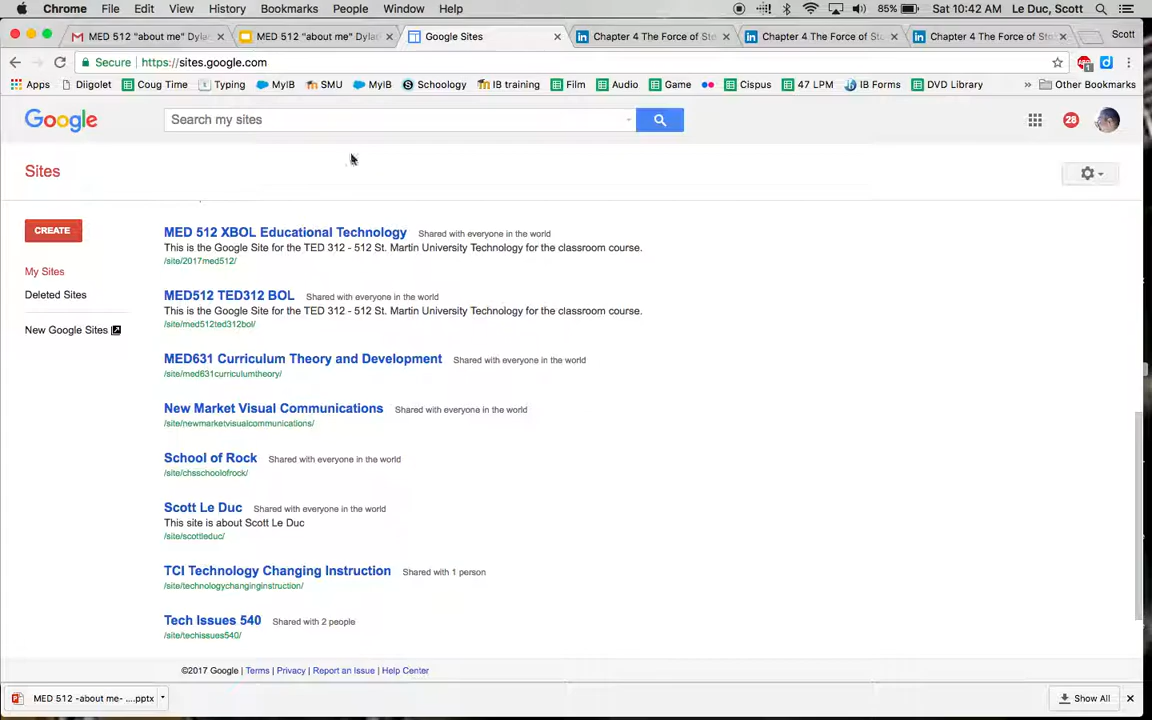 Chrome File Edit View History Bookmarks People Window Help 85% Sat 10:42 AM Le Duc, Scott
MED 512 "about me" Dyla
MED 512 "about me" Dyla
Google Sites
Chapter 4 The Force of Ste
Chapter 4 The Force of S
Chapter 4 The Force of Sto
Scott
Secure https://sites.google.com
Apps Diigolet Coug Time Typing MyIB SMU MyIB Schoology IB training Film Audio Game Cispus 47 LPM IB Forms DVD Library » Other Bookmarks
Google Search my sites 28
Sites
CREATE
My Sites
Deleted Sites
New Google Sites
MED 512 XBOL Educational Technology Shared with everyone in the world
This is the Google Site for the TED 312 - 512 St. Martin University Technology for the classroom course.
/site/2017med512/
MED512 TED312 BOL Shared with everyone in the world
This is the Google Site for the TED 312 - 512 St. Martin University Technology for the classroom course.
/site/med512ted312bol/
MED631 Curriculum Theory and Development Shared with everyone in the world
/site/med631curriculumtheory/
New Market Visual Communications Shared with everyone in the world
/site/newmarketvisualcommunications/
School of Rock Shared with everyone in the world
/site/chsschoolofrock/
Scott Le Duc Shared with everyone in the world
This site is about Scott Le Duc
/site/scottleduc/
TCI Technology Changing Instruction Shared with 1 person
/site/technologychanginginstruction/
Tech Issues 540 Shared with 2 people
/site/techissues540/
©2017 Google | Terms | Privacy | Report an Issue | Help Center
MED 512 -about me- ....pptx
Show All